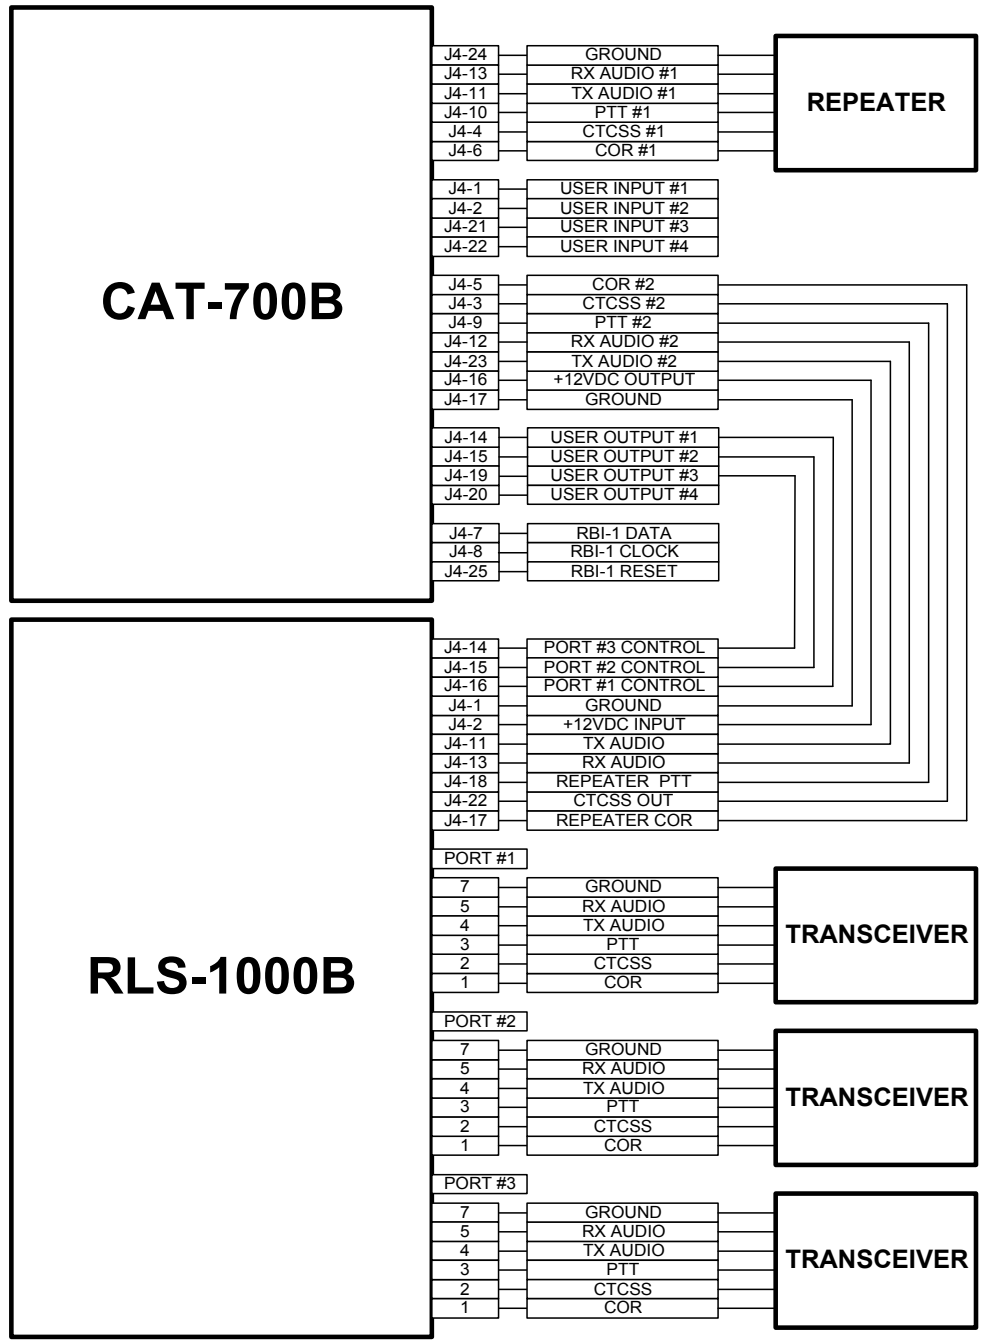 J4-24 GROUND
J4-13 RX AUDIO #1
J4-11 TX AUDIO #1
J4-10 PTT #1
J4-4 CTCSS #1
J4-6 COR #1
REPEATER
J4-1 USER INPUT #1
J4-2 USER INPUT #2
J4-21 USER INPUT #3
J4-22 USER INPUT #4
CAT-700B
J4-5 COR #2
J4-3 CTCSS #2
J4-9 PTT #2
J4-12 RX AUDIO #2
J4-23 TX AUDIO #2
J4-16 +12VDC OUTPUT
J4-17 GROUND
J4-14 USER OUTPUT #1
J4-15 USER OUTPUT #2
J4-19 USER OUTPUT #3
J4-20 USER OUTPUT #4
J4-7 RBI-1 DATA
J4-8 RBI-1 CLOCK
J4-25 RBI-1 RESET
J4-14 PORT #3 CONTROL
J4-15 PORT #2 CONTROL
J4-16 PORT #1 CONTROL
J4-1 GROUND
J4-2 +12VDC INPUT
J4-11 TX AUDIO
J4-13 RX AUDIO
J4-18 REPEATER PTT
J4-22 CTCSS OUT
J4-17 REPEATER COR
RLS-1000B
PORT #1
7 GROUND
5 RX AUDIO
4 TX AUDIO
3 PTT
2 CTCSS
1 COR
TRANSCEIVER
PORT #2
7 GROUND
5 RX AUDIO
4 TX AUDIO
3 PTT
2 CTCSS
1 COR
TRANSCEIVER
PORT #3
7 GROUND
5 RX AUDIO
4 TX AUDIO
3 PTT
2 CTCSS
1 COR
TRANSCEIVER